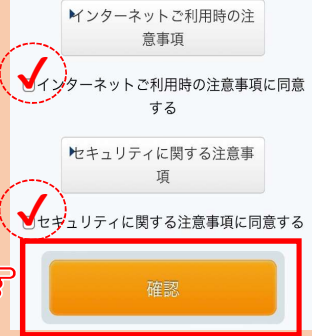 インターネットご利用時の注
意事項
インターネットご利用時の注意事項に同意
する
セキュリティに関する注意事
項
セキュリティに関する注意事項に同意する
確認